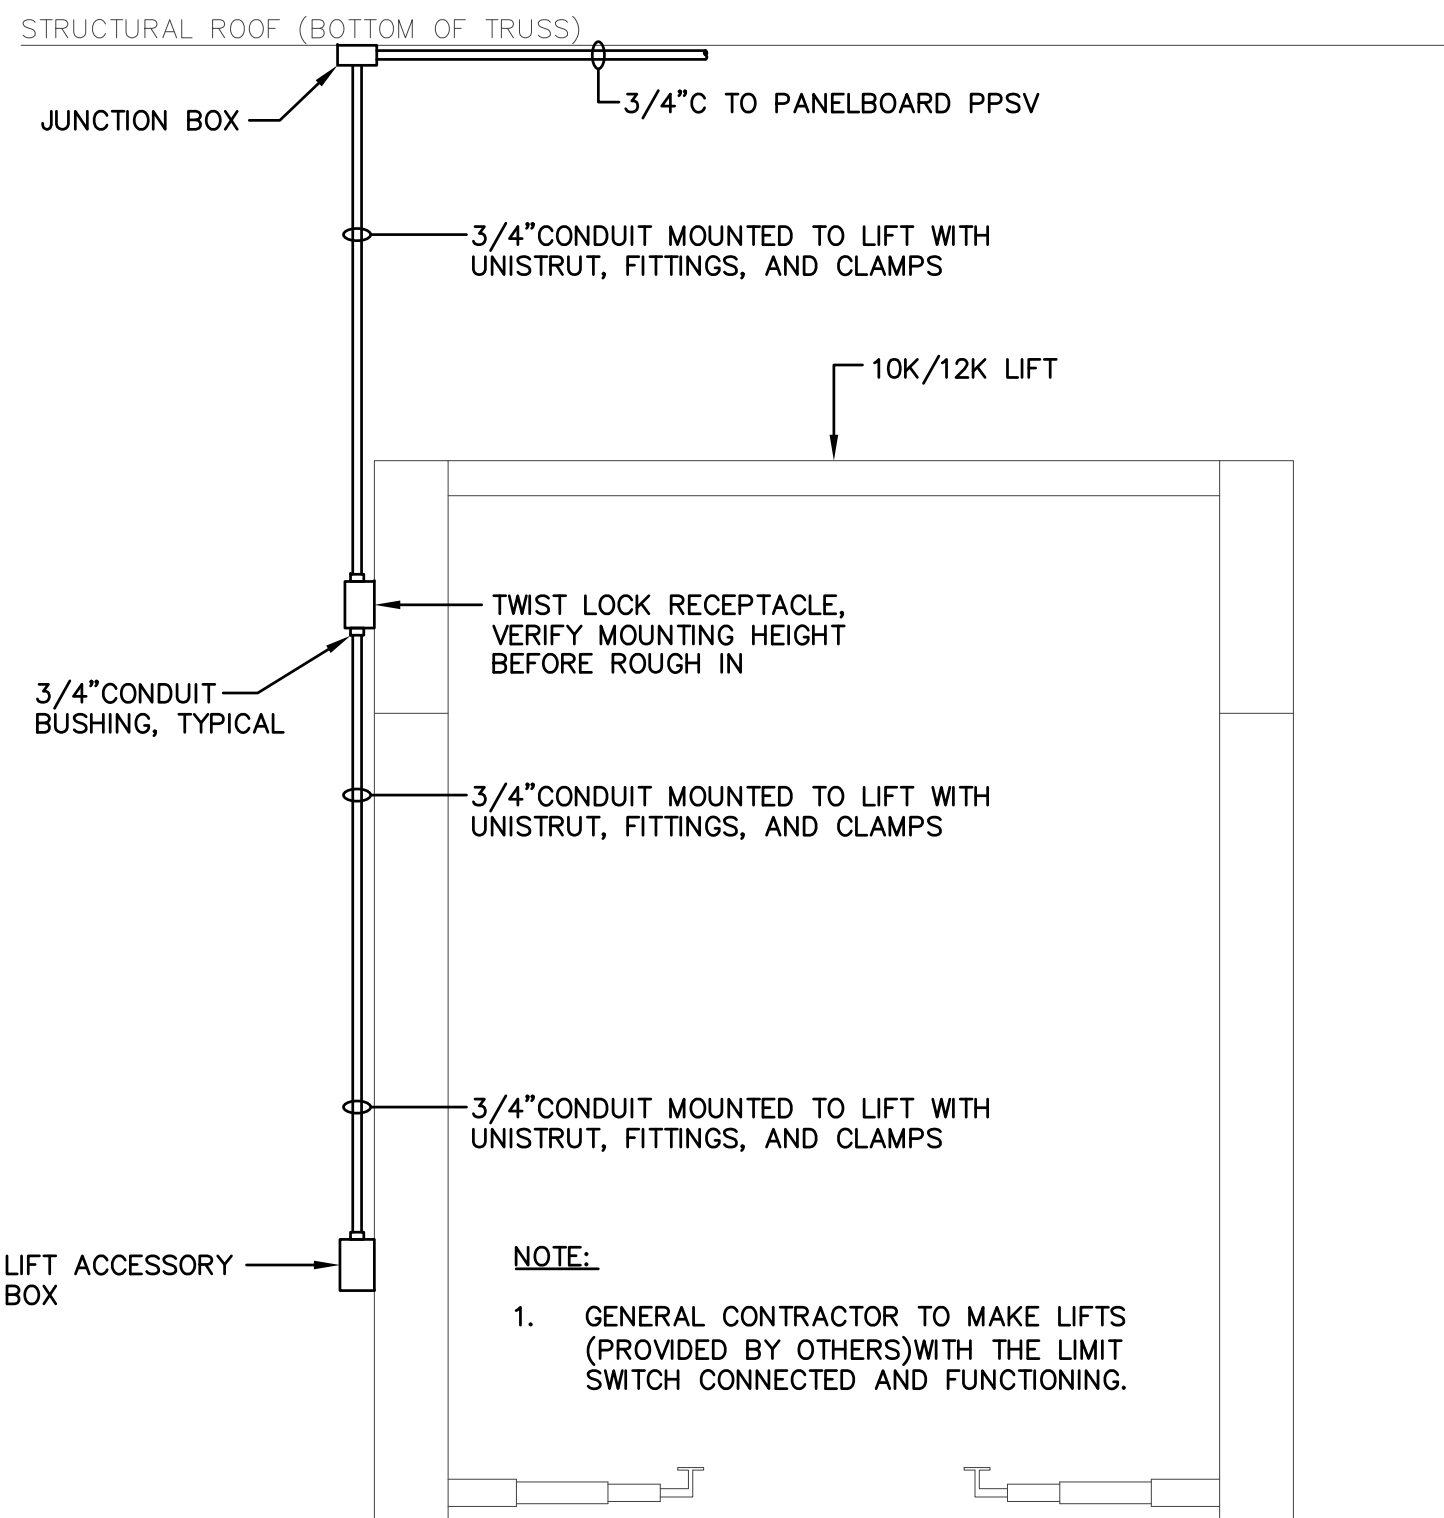 STRUCTURAL ROOF (BOTTOM OF TRUSS)
3/4"C TO PANELBOARD PPSV
JUNCTION BOX
3/4"CONDUIT MOUNTED TO LIFT WITH
UNISTRUT, FITTINGS, AND CLAMPS
10K/12K LIFT
TWIST LOCK RECEPTACLE,
VERIFY MOUNTING HEIGHT
BEFORE ROUGH IN
3/4"CONDUIT
BUSHING, TYPICAL
3/4"CONDUIT MOUNTED TO LIFT WITH
UNISTRUT, FITTINGS, AND CLAMPS
3/4"CONDUIT MOUNTED TO LIFT WITH
UNISTRUT, FITTINGS, AND CLAMPS
LIFT ACCESSORY
BOX
NOTE:
1. GENERAL CONTRACTOR TO MAKE LIFTS
(PROVIDED BY OTHERS)WITH THE LIMIT
SWITCH CONNECTED AND FUNCTIONING.